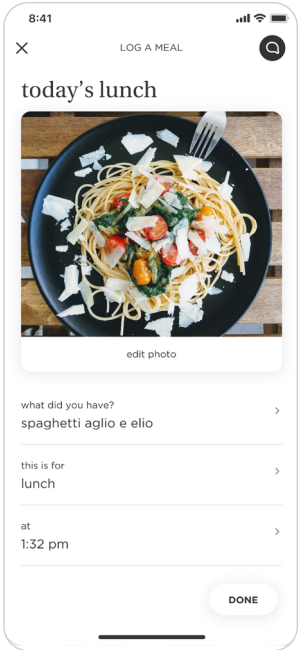 8:41
LOG A MEAL
today's lunch
edit photo
what did you have?
spaghetti aglio e elio
this is for
lunch
at
1:32 pm
DONE